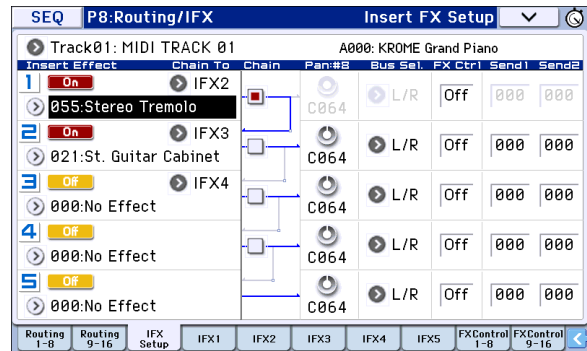 SEQ P8:Routing/IFX Insert FX Setup
Track01: MIDI TRACK 01 A000: KROME Grand Piano
Insert Effect Chain To Chain Pan:#8 Bus Sel. FX Ctrl Send1 Send2
1 On IFX2
055:Stereo Tremolo C064 L/R Off 000 000
2 On IFX3
021:St. Guitar Cabinet C064 L/R Off 000 000
3 Off IFX4
000:No Effect C064 L/R Off 000 000
4 Off
000:No Effect C064 L/R Off 000 000
5 Off
000:No Effect C064 L/R Off 000 000
Routing 1-8 Routing 9-16 IFX Setup IFX1 IFX2 IFX3 IFX4 IFX5 FXControl 1-8 FXControl 9-16